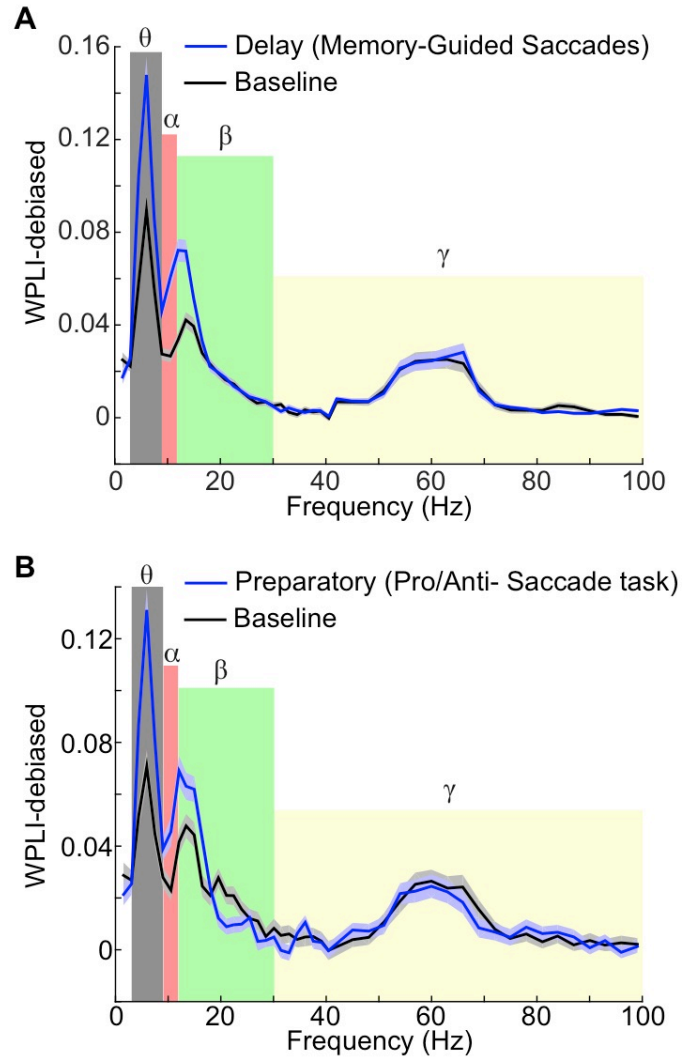 A
θ
Delay (Memory-Guided Saccades)
Baseline
α
β
γ
WPLI-debiased
0.16
0.12
0.08
0.04
0
0 20 40 60 80 100
Frequency (Hz)
B
θ
Preparatory (Pro/Anti- Saccade task)
Baseline
α
β
γ
WPLI-debiased
0.12
0.08
0.04
0
0 20 40 60 80 100
Frequency (Hz)